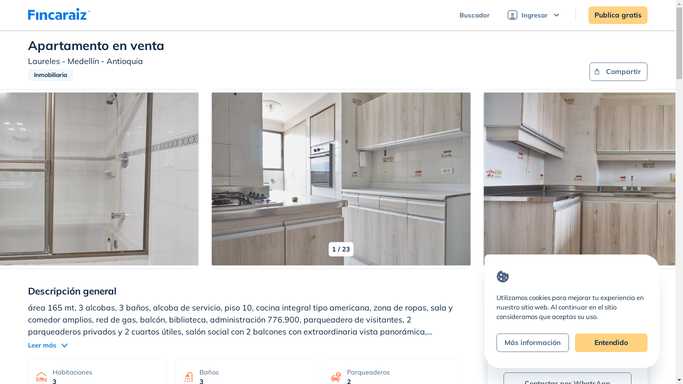 Fincaraiz
Buscador
Ingresar
Publica gratis
Apartamento en venta
Laureles - Medellín - Antioquia
Inmobiliaria
Compartir
1 / 23
Descripción general
área 165 mt, 3 alcobas, 3 baños, alcoba de servicio, piso 10, cocina integral tipo americana, zona de ropas, sala y
comedor amplios, red de gas, balcón, biblioteca, administración 776,900, parqueadero de visitantes, 2
parqueaderos privados y 2 cuartos útiles, salón social con 2 balcones con extraordinaria vista panorámica,...
Leer más
Habitaciones
3
Baños
3
Parqueaderos
2
Utilizamos cookies para mejorar tu experiencia en
nuestro sitio web. Al continuar en el sitio
consideramos que aceptas su uso.
Más información
Entendido
Contactar por WhatsApp